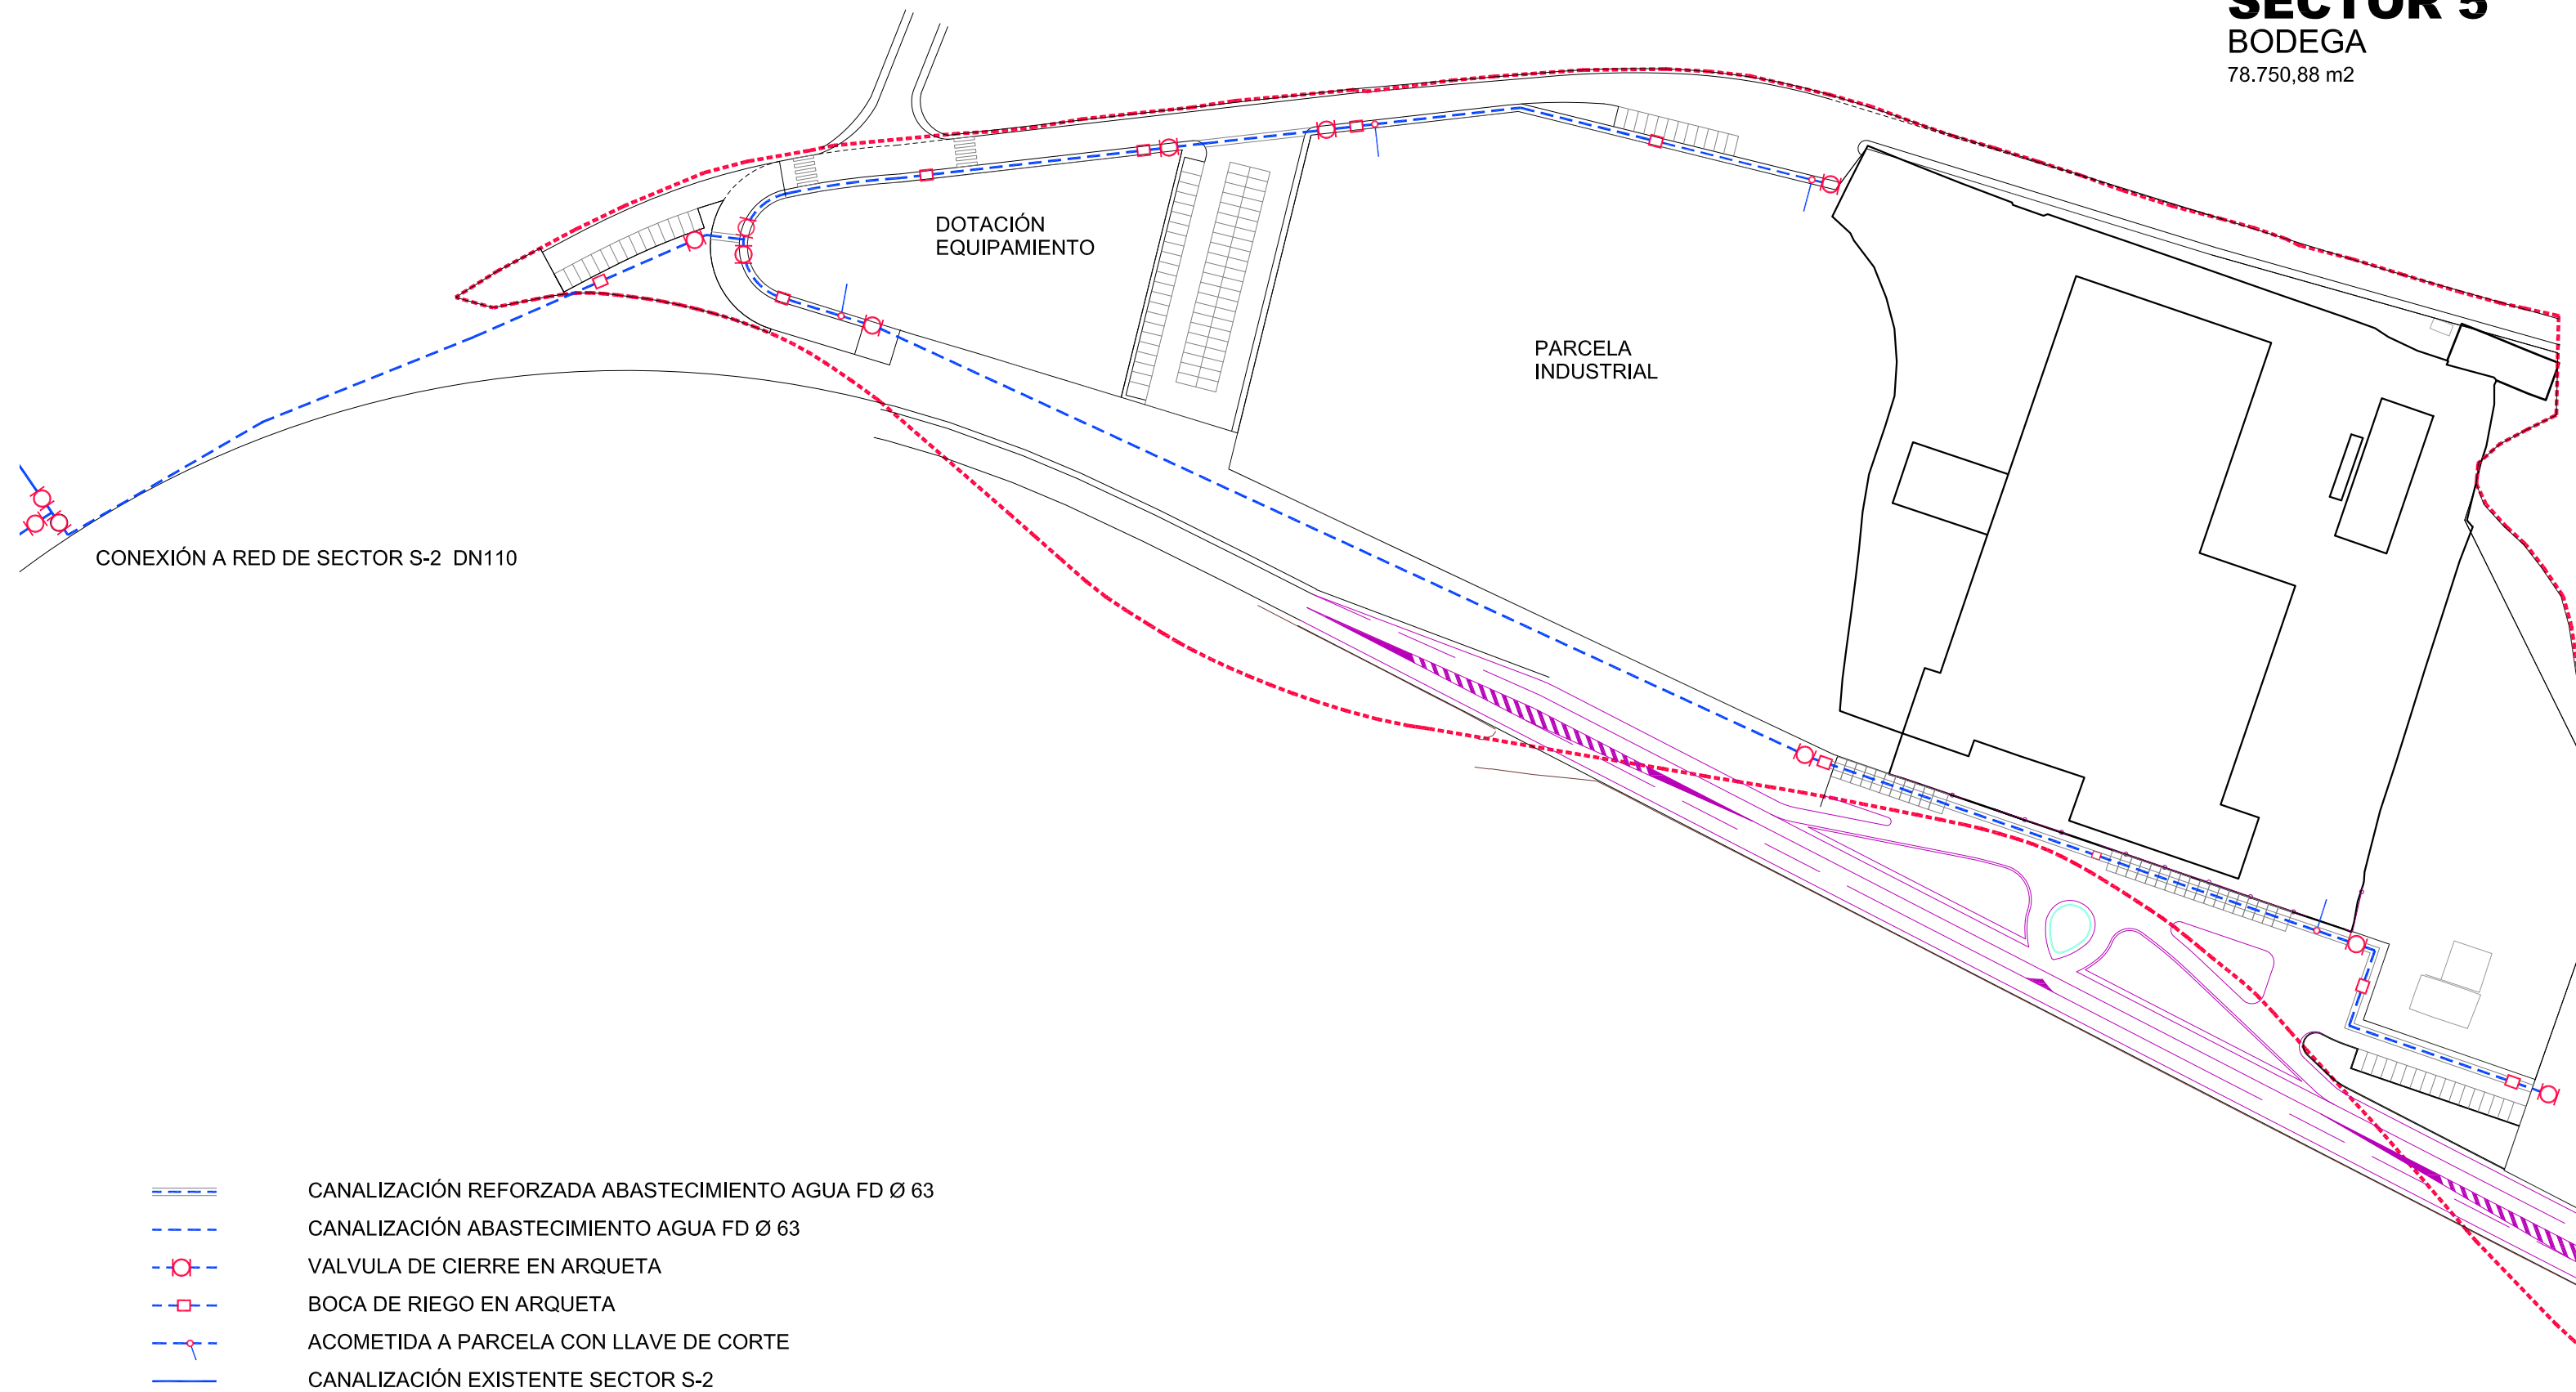 SECTOR 5
BODEGA
78.750,88 m2
DOTACIÓN
EQUIPAMIENTO
PARCELA
INDUSTRIAL
CONEXIÓN A RED DE SECTOR S-2 DN110
CANALIZACIÓN REFORZADA ABASTECIMIENTO AGUA FD Ø 63
CANALIZACIÓN ABASTECIMIENTO AGUA FD Ø 63
VALVULA DE CIERRE EN ARQUETA
BOCA DE RIEGO EN ARQUETA
ACOMETIDA A PARCELA CON LLAVE DE CORTE
CANALIZACIÓN EXISTENTE SECTOR S-2